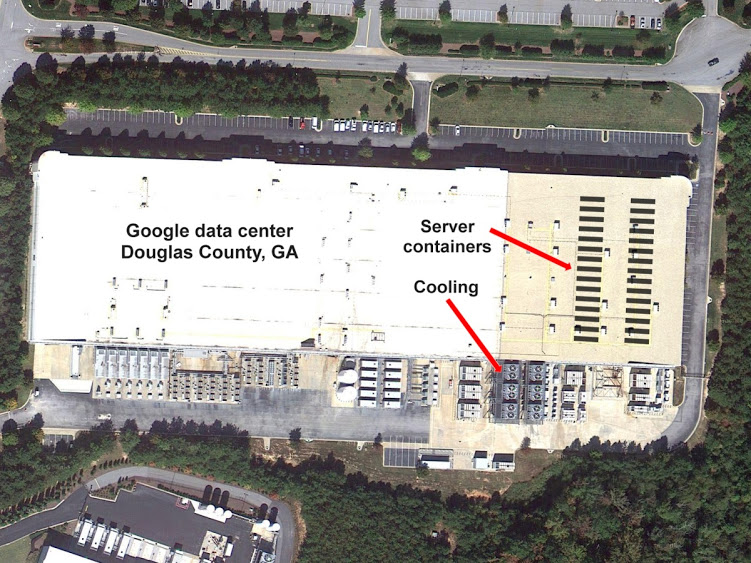 Google data center
Douglas County, GA
Server
containers
Cooling